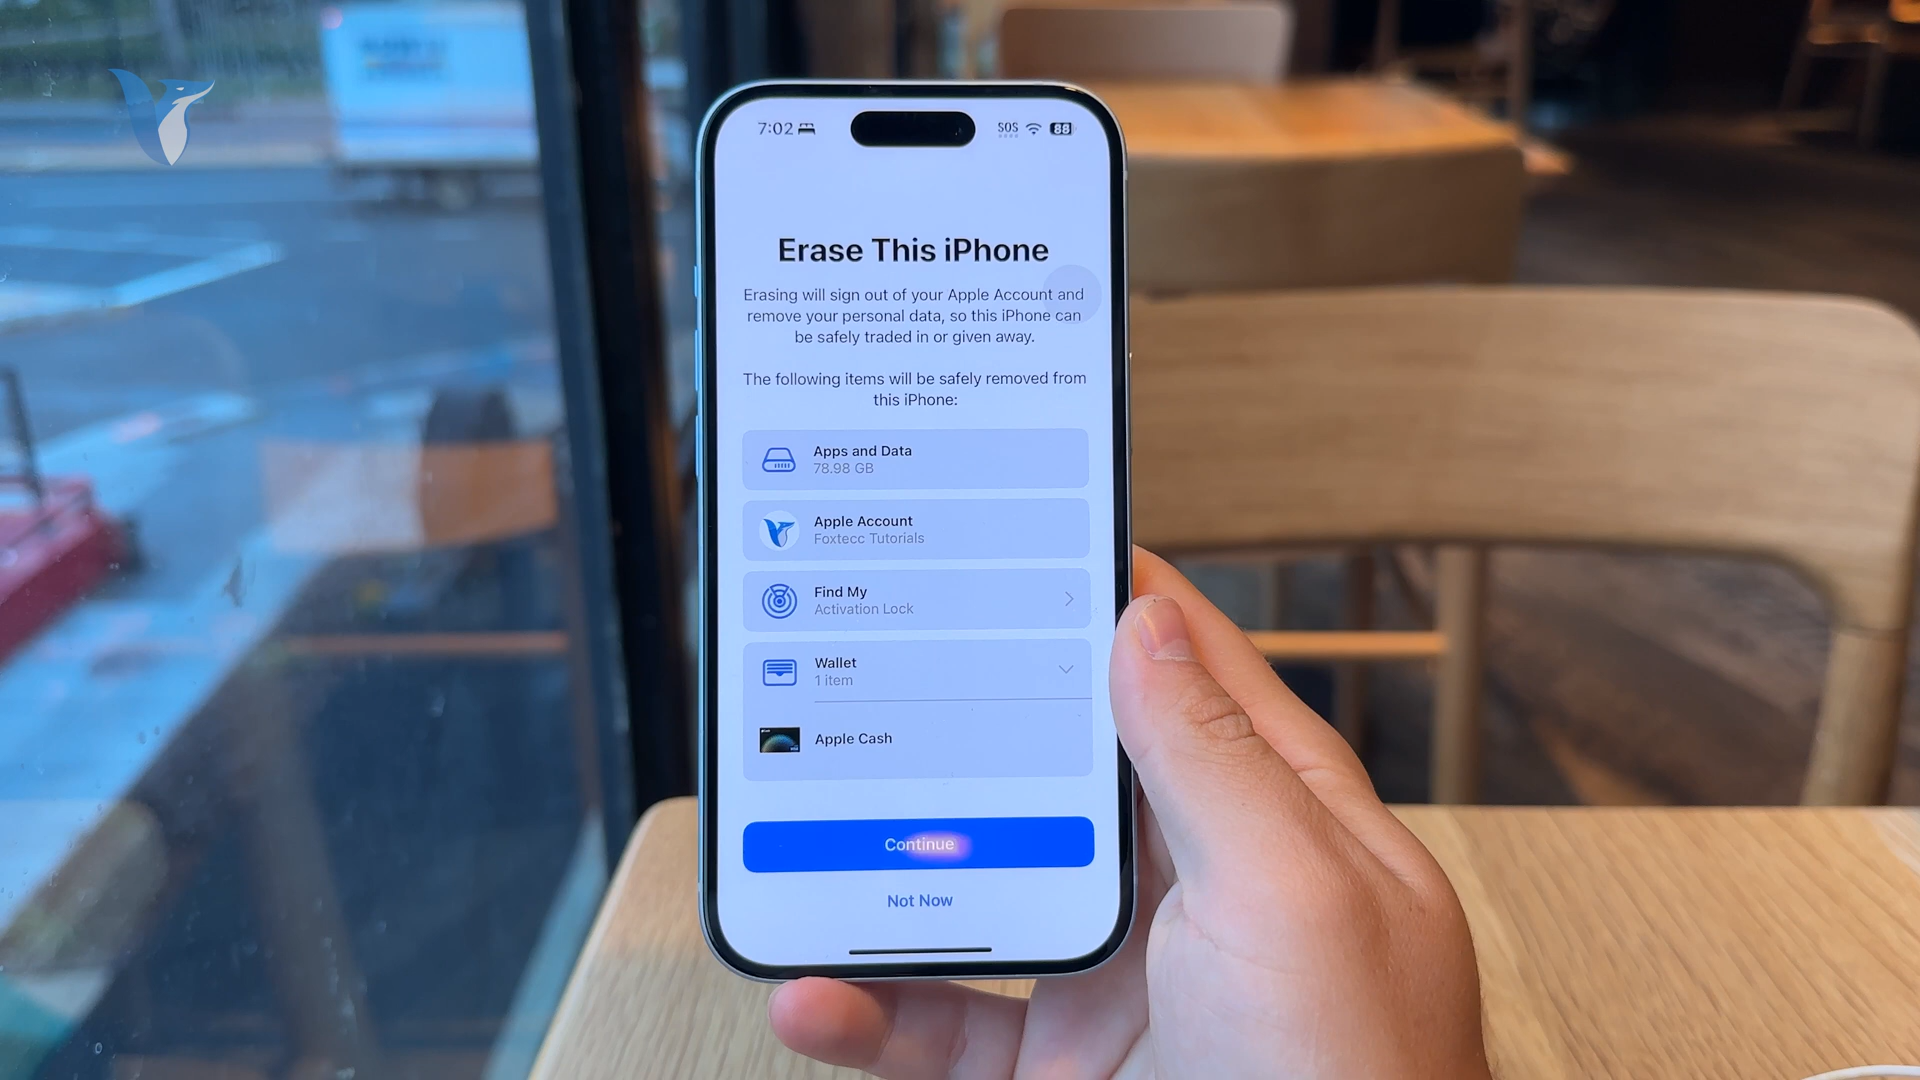 7:02
SOS
88
Erase This iPhone
Erasing will sign out of your Apple Account and
remove your personal data, so this iPhone can
be safely traded in or given away.
The following items will be safely removed from
this iPhone:
Apps and Data
78.98 GB
Apple Account
Foxtecc Tutorials
Find My
Activation Lock
Wallet
1 item
Apple Cash
Continue
Not Now